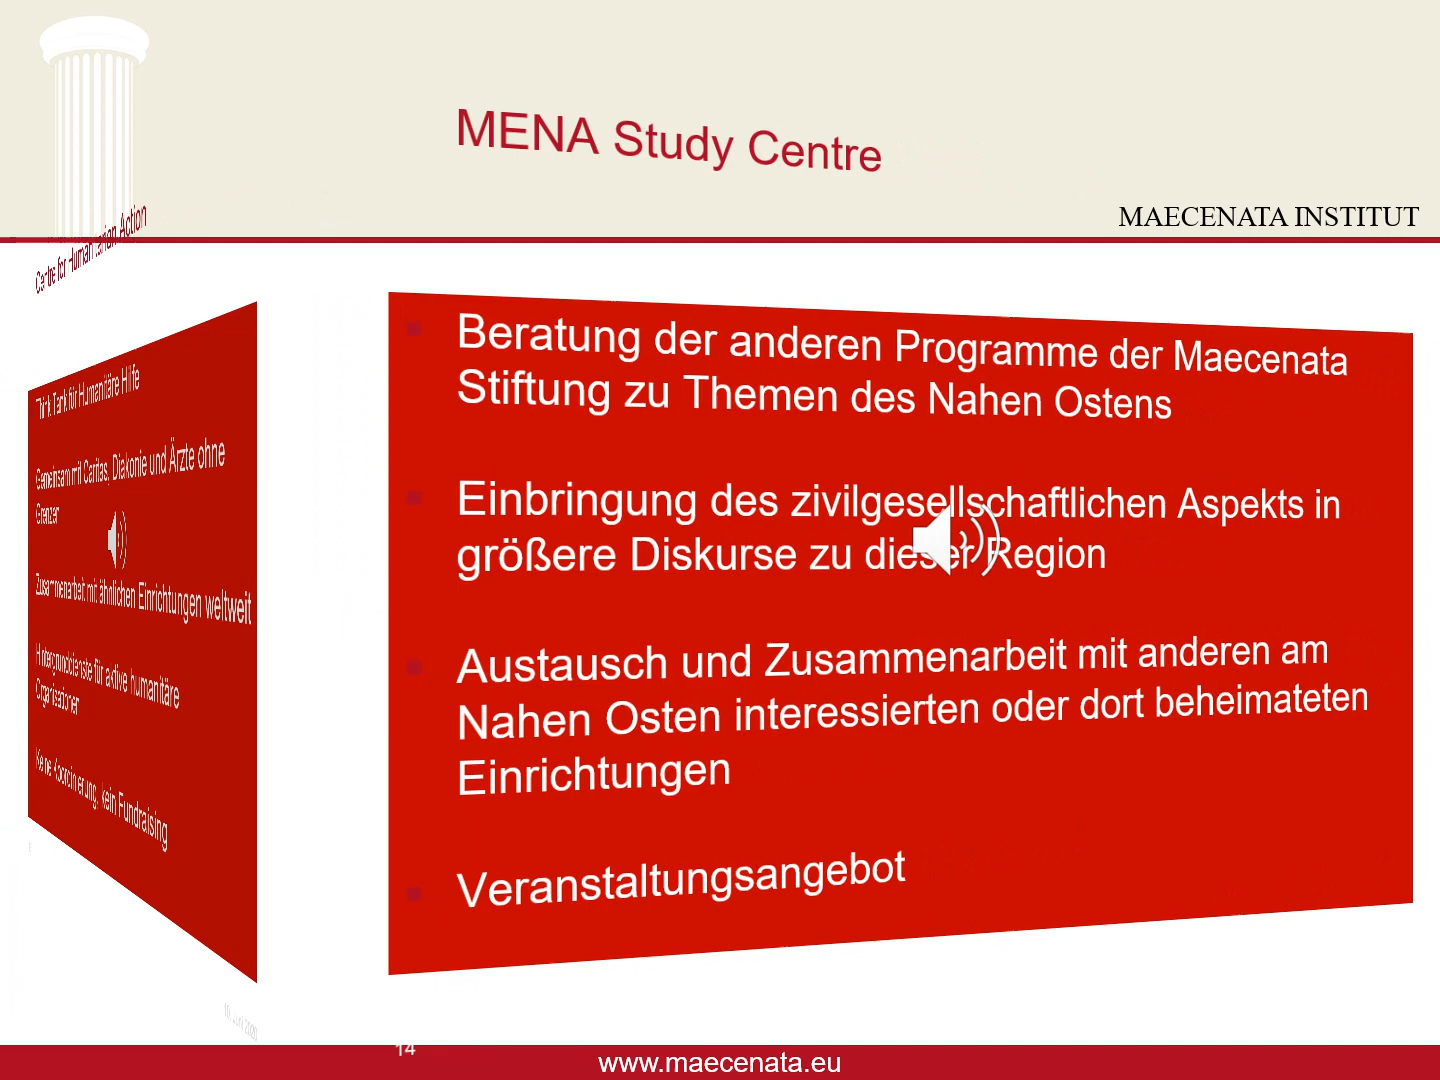 MENA Study Centre
MAECENATA INSTITUT
Centre for Humanitarian Action
Think Tank für Humanitäre Hilfe
Gemeinsam mit Caritas, Diakonie und Ärzte ohne
Grenzen
Zusammenarbeit mit ähnlichen Einrichtungen weltweit
Hintergrunddienste für aktive humanitäre
Organisationen
Keine Koordinierung, kein Fundraising
Beratung der anderen Programme der Maecenata
Stiftung zu Themen des Nahen Ostens
Einbringung des zivilgesellschaftlichen Aspekts in
größere Diskurse zu dieser Region
Austausch und Zusammenarbeit mit anderen am
Nahen Osten interessierten oder dort beheimateten
Einrichtungen
Veranstaltungsangebot
14
www.maecenata.eu